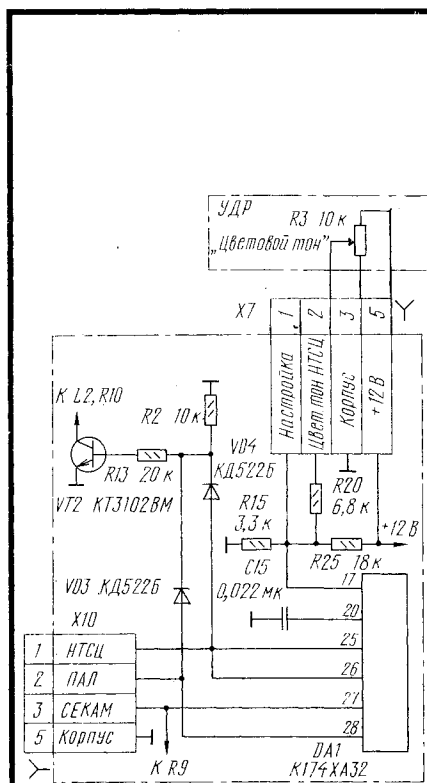 УДР
R3 10 к
„Цветовой тон"
X7
1 2 3 5
Настройка
Цвет. тон НТСЦ
Корпус
+12 В
К L2, R10
R2
10 к
R13 20 к
VT2 КТ3102ВМ
VD4
КД522Б
R20
6,8 к
R15
3,3 к
+12 В
R25 18 к
C15
0,022 мк
VD3 КД522Б
X10
1 НТСЦ
2 ПАЛ
3 СЕКАМ
5 Корпус
К R9
17
20
25
26
27
28
DA1
К174ХА32